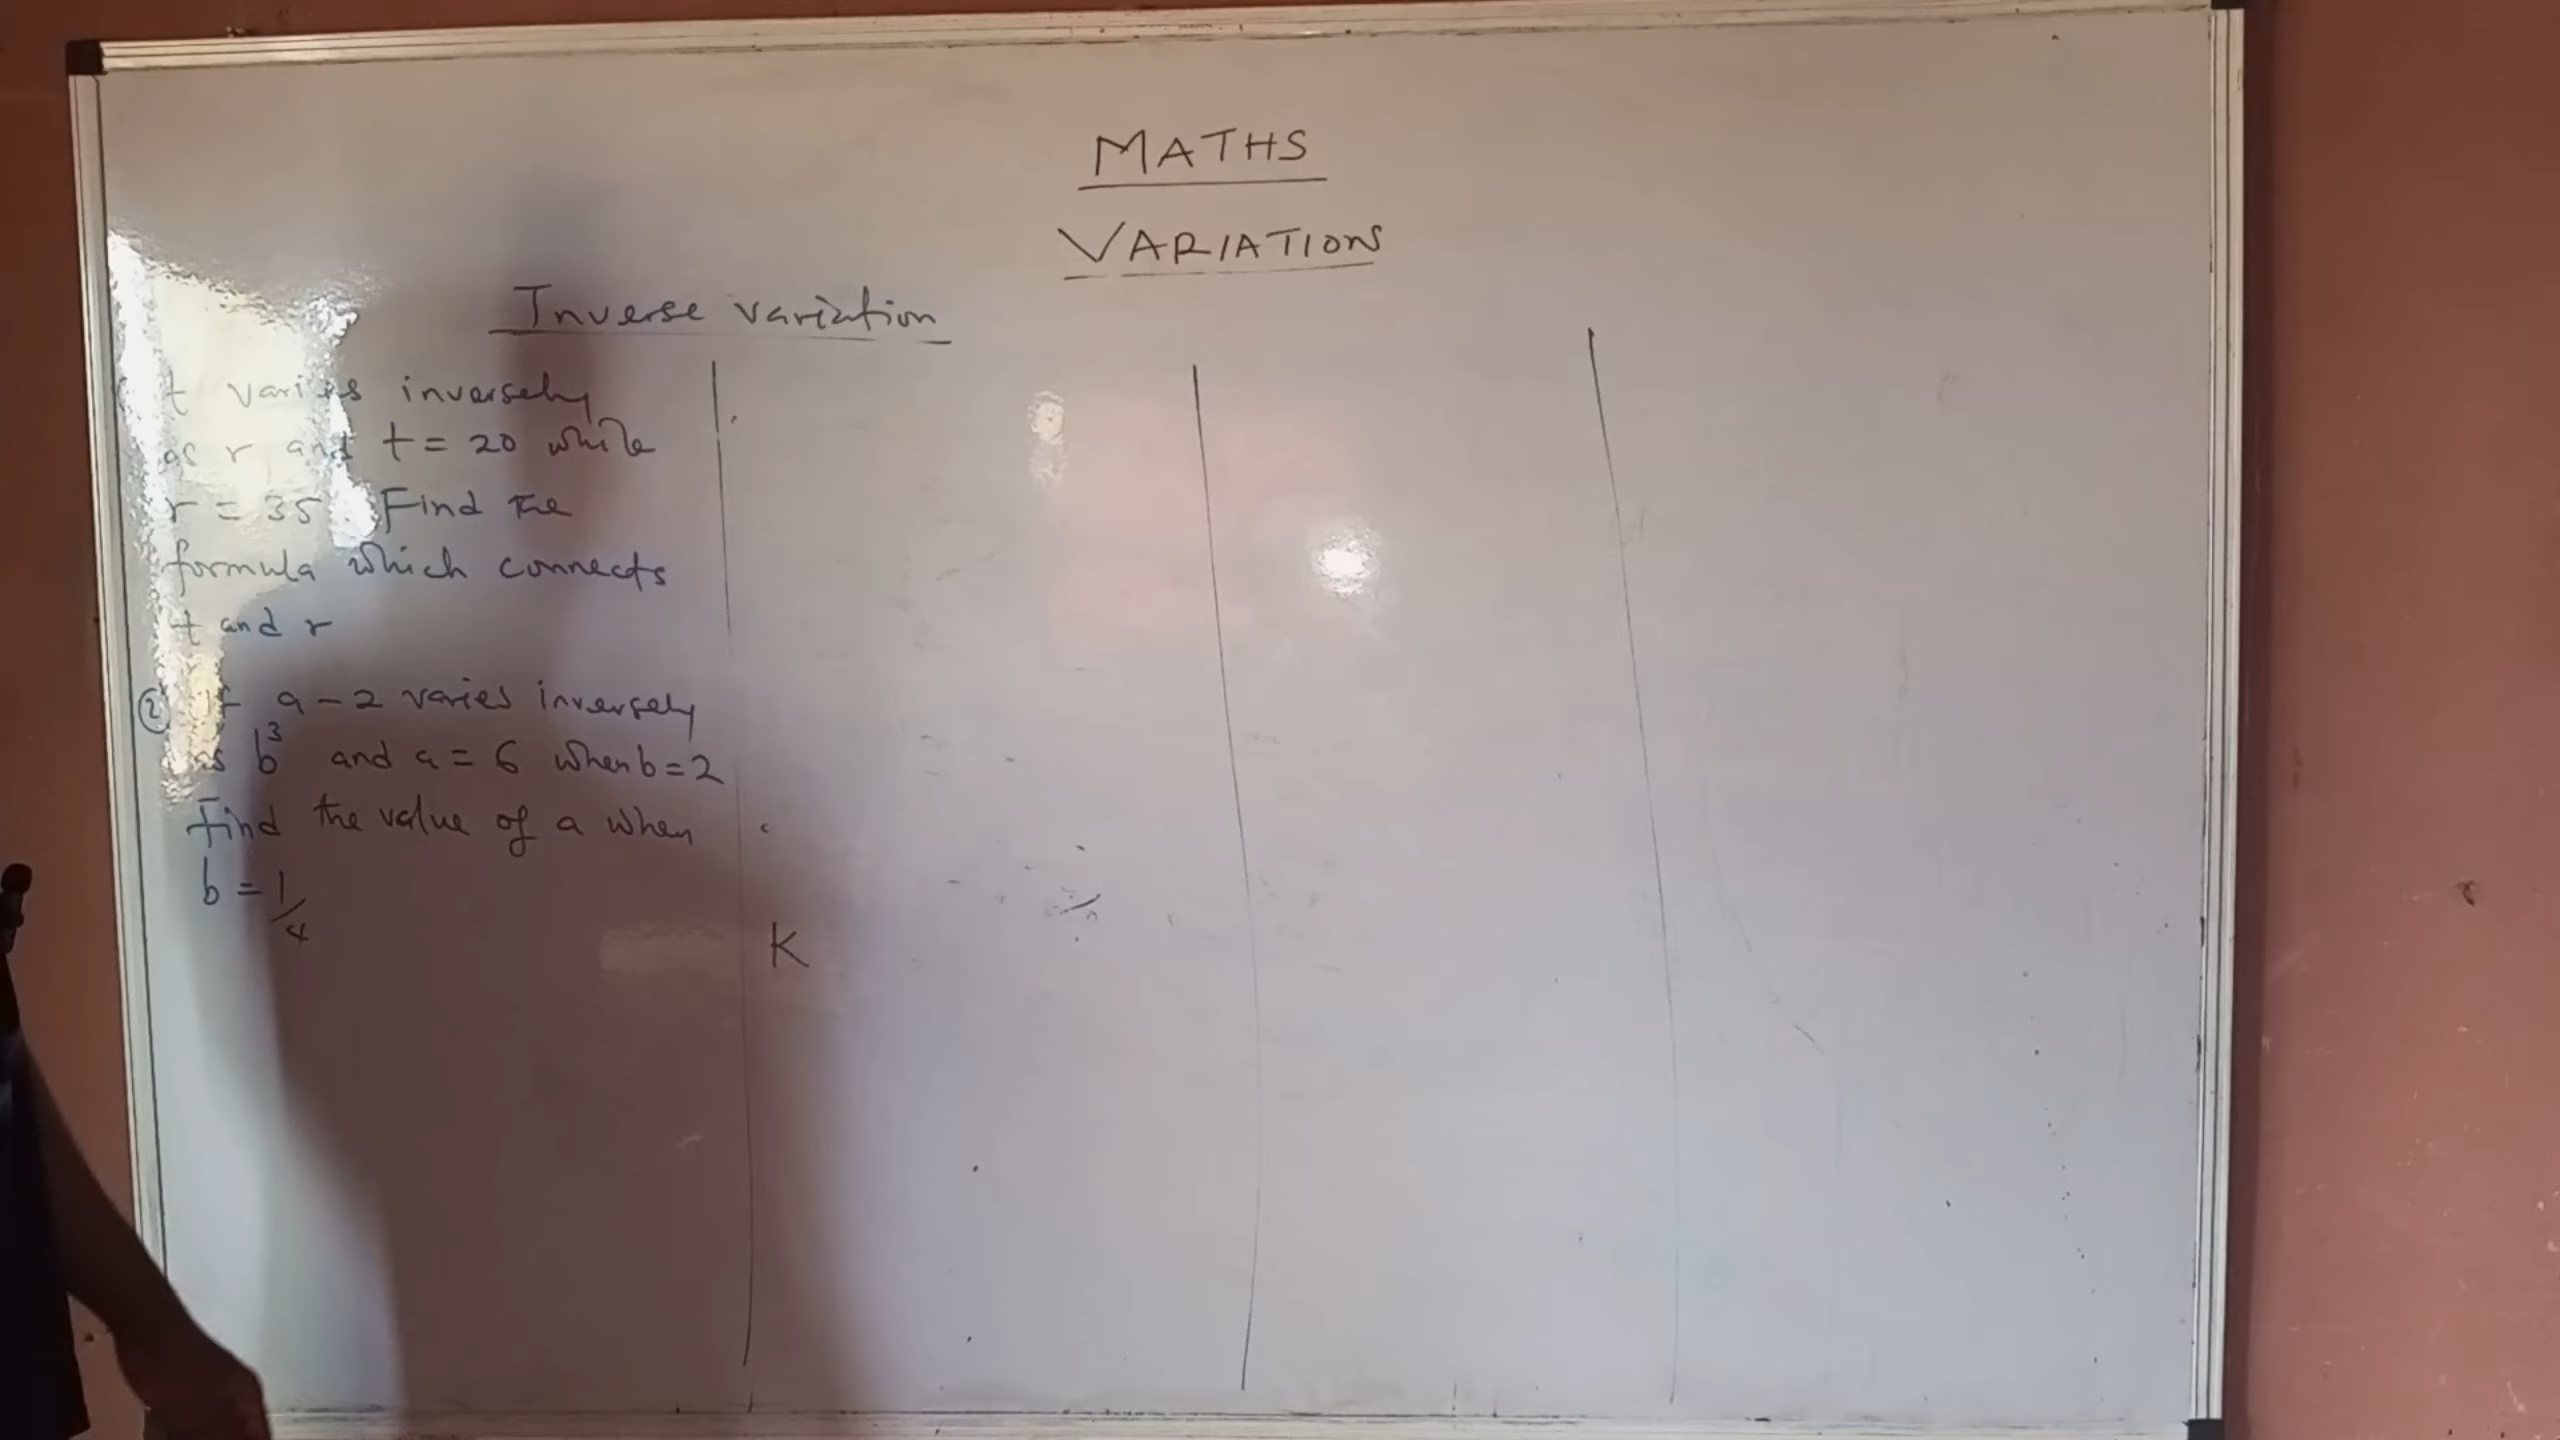 MATHS
VARIATIONS
Inverse variation
t varies inversely
as r and t = 20 while
r = 35. Find the
formula which connects
t and r
② If a - 2 varies inversely
as b³ and a = 6 when b = 2
Find the value of a when
b = 1/4
K